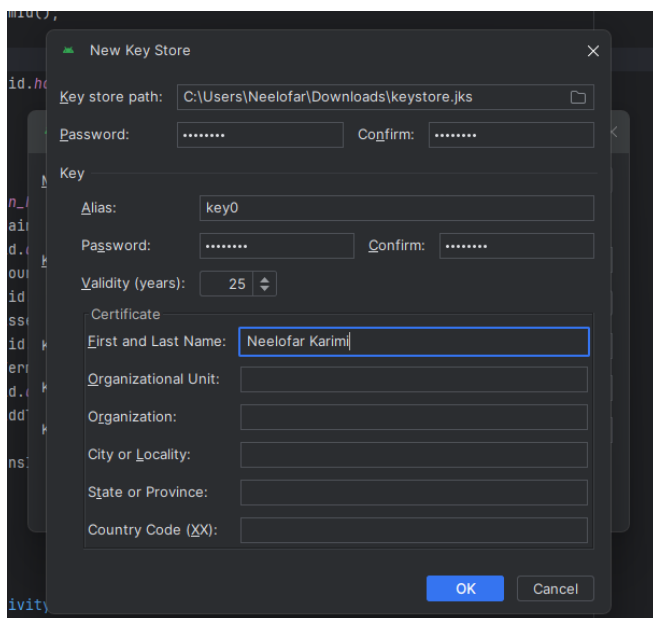 New Key Store
Key store path: C:\Users\Neelofar\Downloads\keystore.jks
Password: •••••••• Confirm: ••••••••
Key
Alias: key0
Password: •••••••• Confirm: ••••••••
Validity (years): 25
Certificate
First and Last Name: Neelofar Karimi
Organizational Unit:
Organization:
City or Locality:
State or Province:
Country Code (XX):
OK Cancel